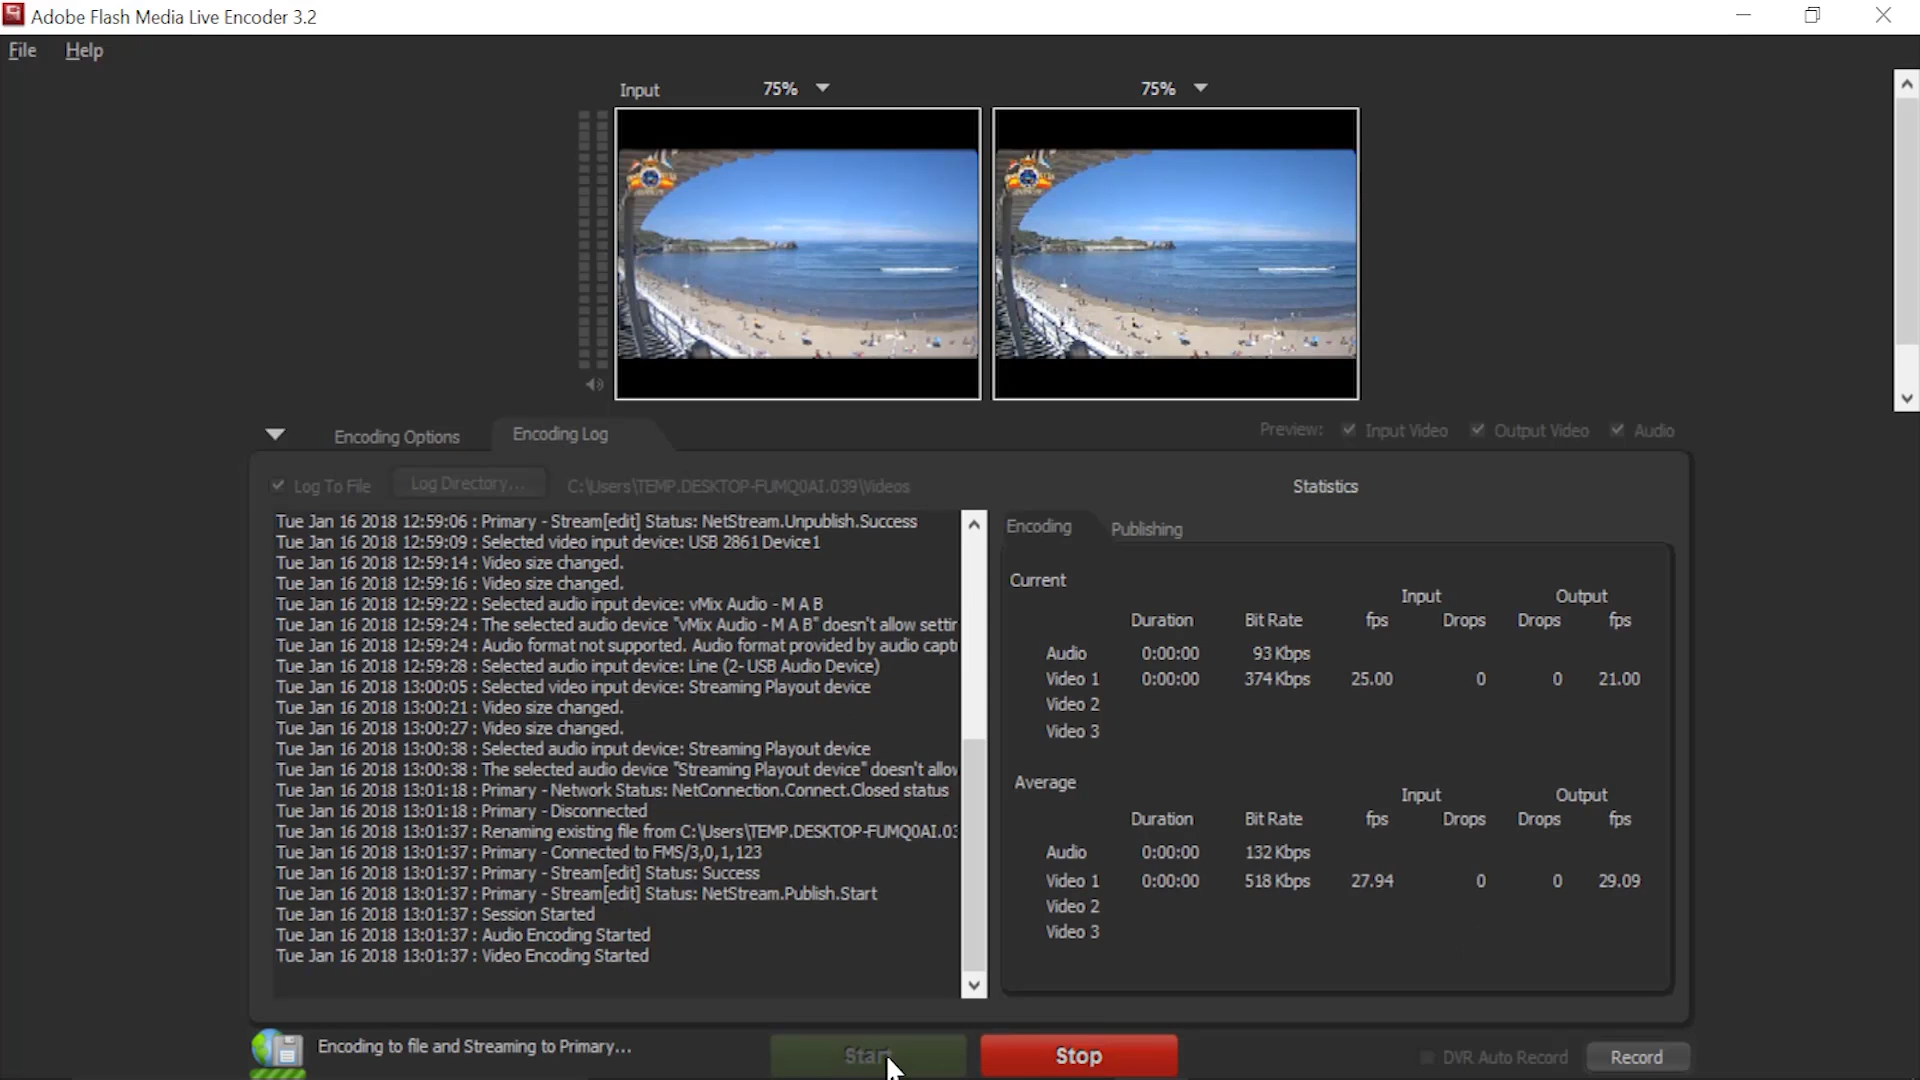 Adobe Flash Media Live Encoder 3.2
File Help
Input 75% 75%
Encoding Options Encoding Log Preview: Input Video Output Video Audio
Log To File Log Directory... C:\Users\TEMP.DESKTOP-FUMQ0AI.039\Videos
Tue Jan 16 2018 12:59:06 : Primary - Stream[edit] Status: NetStream.Unpublish.Success
Tue Jan 16 2018 12:59:09 : Selected video input device: USB 2861 Device1
Tue Jan 16 2018 12:59:14 : Video size changed.
Tue Jan 16 2018 12:59:16 : Video size changed.
Tue Jan 16 2018 12:59:22 : Selected audio input device: vMix Audio - M A B
Tue Jan 16 2018 12:59:24 : The selected audio device "vMix Audio - M A B" doesn't allow settin
Tue Jan 16 2018 12:59:24 : Audio format not supported. Audio format provided by audio capt
Tue Jan 16 2018 12:59:28 : Selected audio input device: Line (2- USB Audio Device)
Tue Jan 16 2018 13:00:05 : Selected video input device: Streaming Playout device
Tue Jan 16 2018 13:00:21 : Video size changed.
Tue Jan 16 2018 13:00:27 : Video size changed.
Tue Jan 16 2018 13:00:38 : Selected audio input device: Streaming Playout device
Tue Jan 16 2018 13:00:38 : The selected audio device "Streaming Playout device" doesn't allow
Tue Jan 16 2018 13:01:18 : Primary - Network Status: NetConnection.Connect.Closed status
Tue Jan 16 2018 13:01:18 : Primary - Disconnected
Tue Jan 16 2018 13:01:37 : Renaming existing file from C:\Users\TEMP.DESKTOP-FUMQ0AI.03
Tue Jan 16 2018 13:01:37 : Primary - Connected to FMS/3,0,1,123
Tue Jan 16 2018 13:01:37 : Primary - Stream[edit] Status: Success
Tue Jan 16 2018 13:01:37 : Primary - Stream[edit] Status: NetStream.Publish.Start
Tue Jan 16 2018 13:01:37 : Session Started
Tue Jan 16 2018 13:01:37 : Audio Encoding Started
Tue Jan 16 2018 13:01:37 : Video Encoding Started
Statistics
Encoding Publishing
Current
Input Output
Duration Bit Rate fps Drops Drops fps
Audio 0:00:00 93 Kbps
Video 1 0:00:00 374 Kbps 25.00 0 0 21.00
Video 2
Video 3
Average
Input Output
Duration Bit Rate fps Drops Drops fps
Audio 0:00:00 132 Kbps
Video 1 0:00:00 518 Kbps 27.94 0 0 29.09
Video 2
Video 3
Encoding to file and Streaming to Primary... Start Stop DVR Auto Record Record